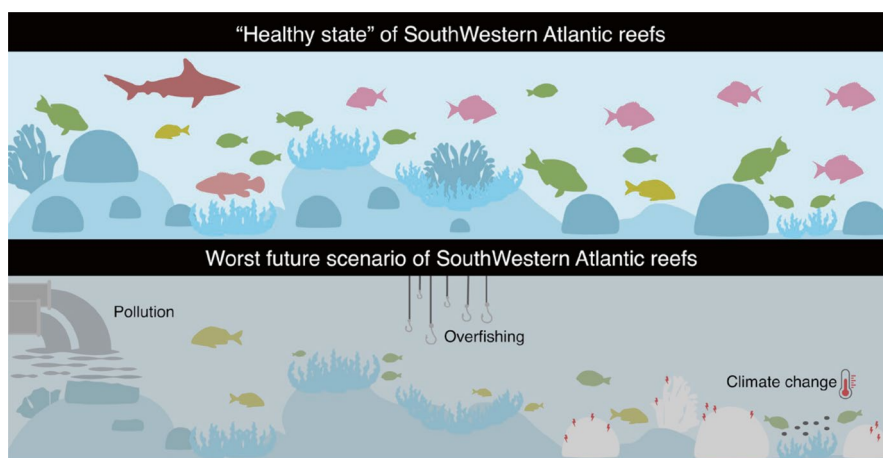 “Healthy state” of SouthWestern Atlantic reefs
Worst future scenario of SouthWestern Atlantic reefs
Pollution
Overfishing
Climate change